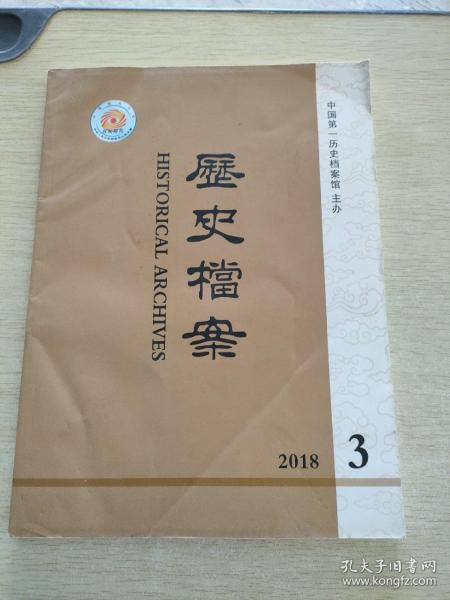 中国第一历史档案馆 主办
歷史檔案
HISTORICAL ARCHIVES
2018
3
孔夫子旧书网
www.kongfz.com